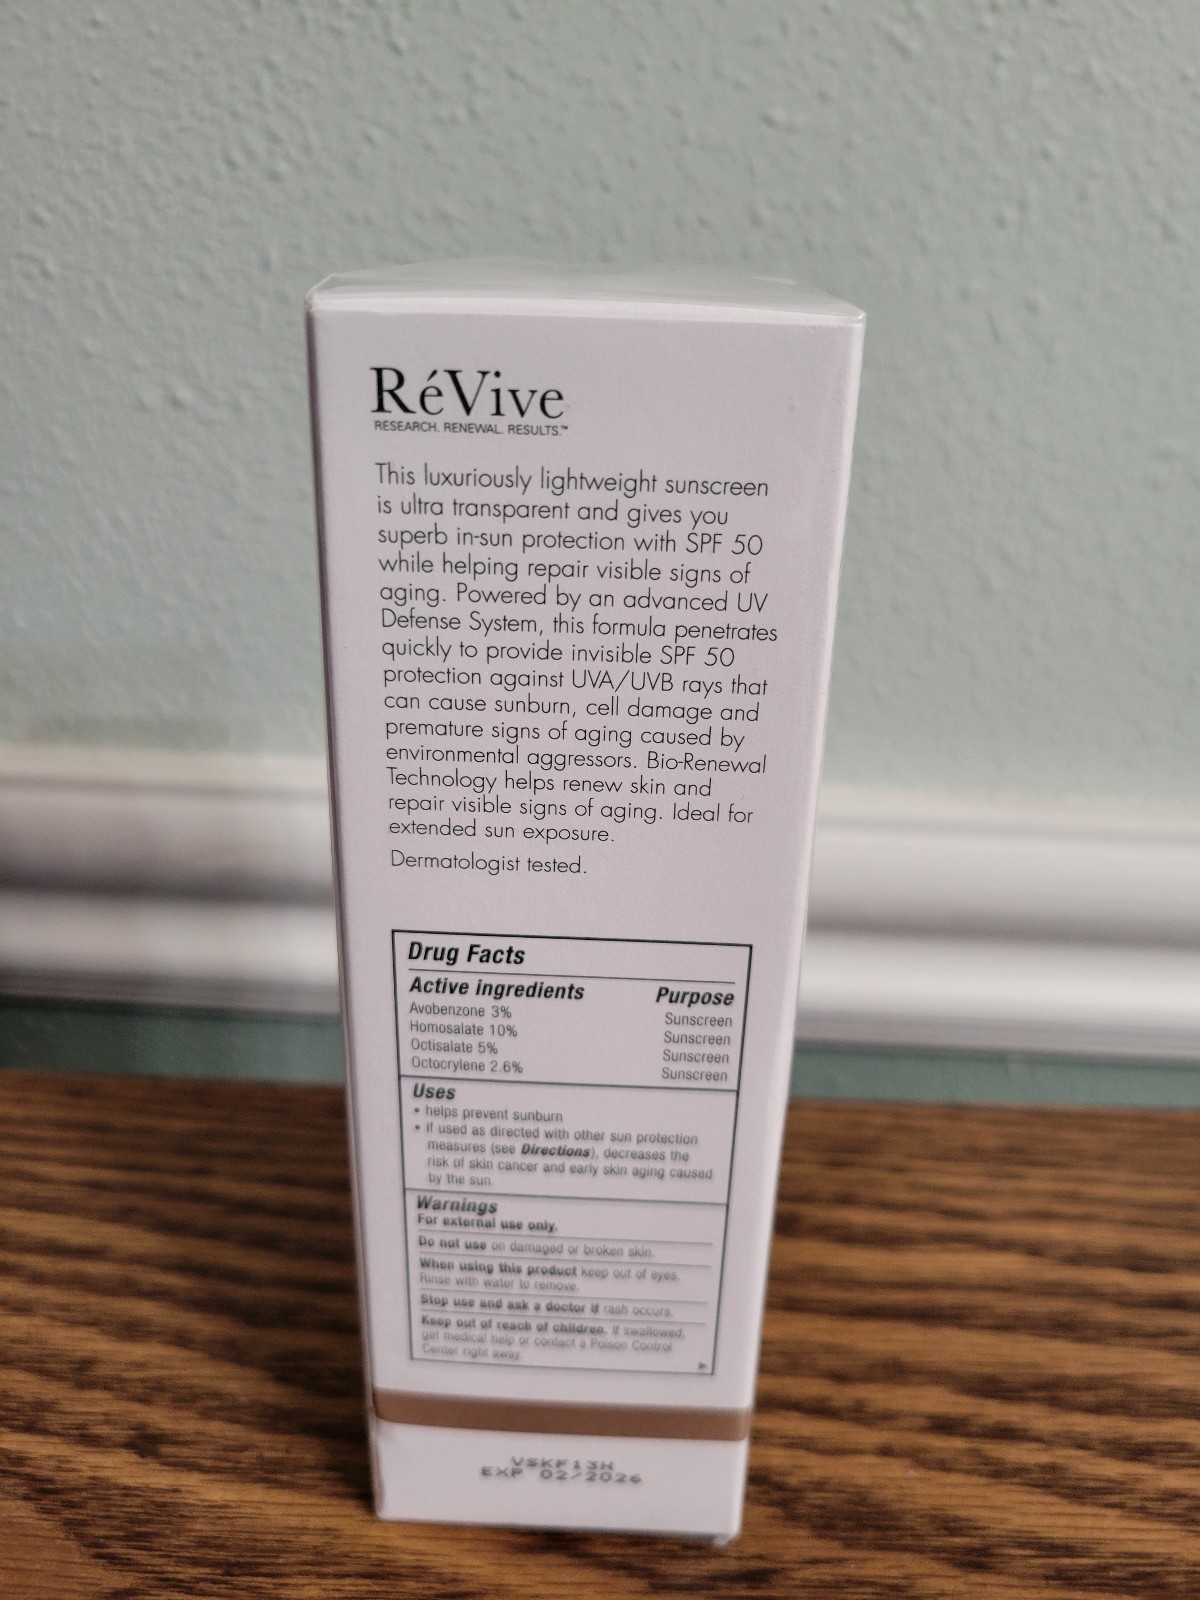 RéVive
RESEARCH. RENEWAL. RESULTS.™
This luxuriously lightweight sunscreen
is ultra transparent and gives you
superb in-sun protection with SPF 50
while helping repair visible signs of
aging. Powered by an advanced UV
Defense System, this formula penetrates
quickly to provide invisible SPF 50
protection against UVA/UVB rays that
can cause sunburn, cell damage and
premature signs of aging caused by
environmental aggressors. Bio-Renewal
Technology helps renew skin and
repair visible signs of aging. Ideal for
extended sun exposure.
Dermatologist tested.
Drug Facts
Active ingredients Purpose
Avobenzone 3% Sunscreen
Homosalate 10% Sunscreen
Octisalate 5% Sunscreen
Octocrylene 2.6% Sunscreen
Uses
• helps prevent sunburn
• if used as directed with other sun protection
measures (see Directions), decreases the
risk of skin cancer and early skin aging caused
by the sun.
Warnings
For external use only.
Do not use on damaged or broken skin.
When using this product keep out of eyes.
Rinse with water to remove.
Stop use and ask a doctor if rash occurs.
Keep out of reach of children. If swallowed,
get medical help or contact a Poison Control
Center right away.
VSKF13H
EXP 02/2026